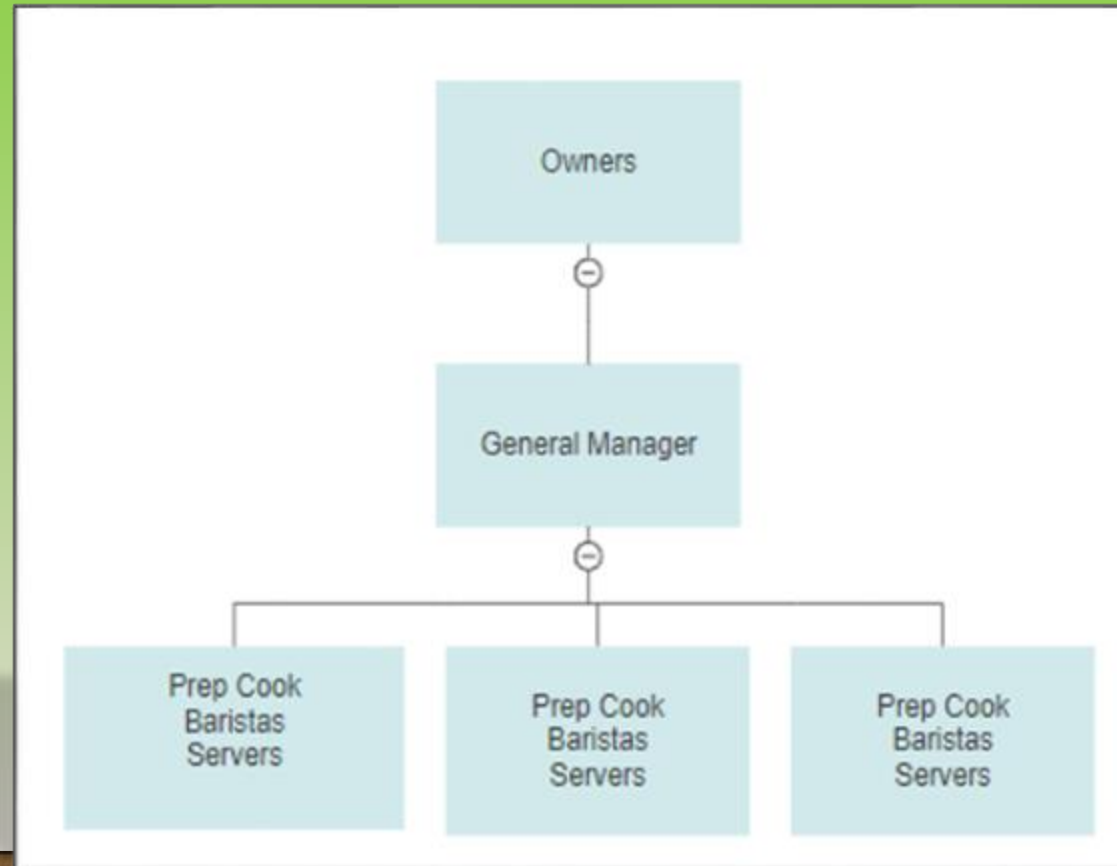 Owners
General Manager
Prep Cook
Baristas
Servers
Prep Cook
Baristas
Servers
Prep Cook
Baristas
Servers